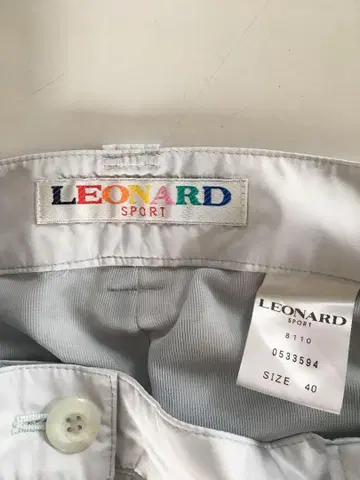 LEONARD
SPORT
LEONARD
SPORT
8110
0533594
SIZE 40